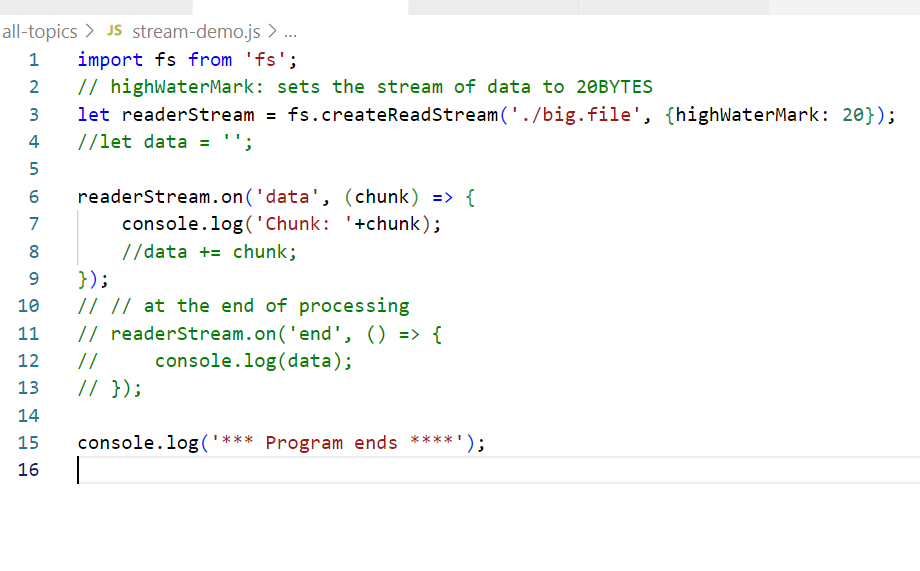 all-topics > JS stream-demo.js > ...
1 import fs from 'fs';
2 // highWaterMark: sets the stream of data to 20BYTES
3 let readerStream = fs.createReadStream('./big.file', {highWaterMark: 20});
4 //let data = '';
5
6 readerStream.on('data', (chunk) => {
7     console.log('Chunk: '+chunk);
8     //data += chunk;
9 });
10 // // at the end of processing
11 // readerStream.on('end', () => {
12 //     console.log(data);
13 // });
14
15 console.log('*** Program ends ****');
16